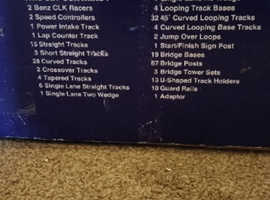 2 Benz CLK Racers
2 Speed Controllers
1 Power Intake Track
1 Lap Counter Track
15 Straight Tracks
3 Short Straight Tracks
28 Curved Tracks
2 Crossover Tracks
4 Tapered Tracks
6 Single Lane Straight Tracks
1 Single Lane Two Wedge
4 Looping Track Bases
32 45° Curved Looping Tracks
4 Curved Looping Base Tracks
2 Jump Over Loops
1 Start/Finish Sign Post
19 Bridge Bases
87 Bridge Posts
3 Bridge Tower Sets
13 U-Shaped Track Holders
18 Guard Rails
1 Adaptor